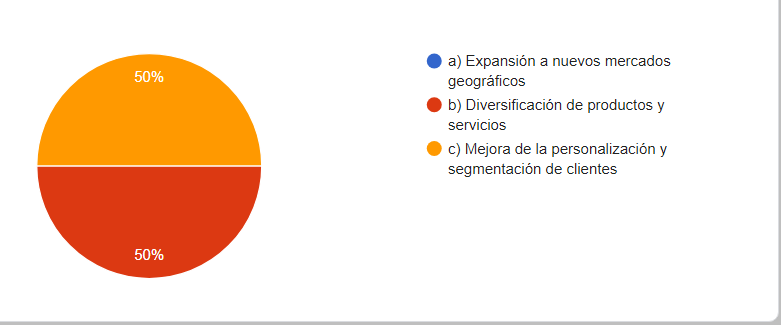 50%
50%
a) Expansión a nuevos mercados
geográficos
b) Diversificación de productos y
servicios
c) Mejora de la personalización y
segmentación de clientes